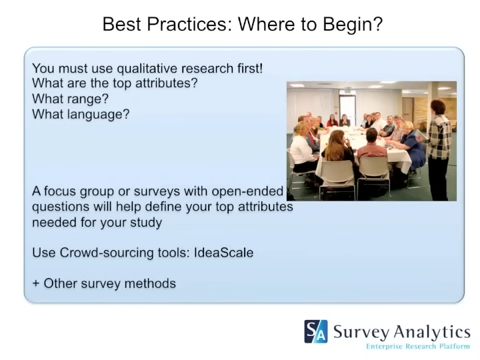 Best Practices: Where to Begin?
You must use qualitative research first!
What are the top attributes?
What range?
What language?
A focus group or surveys with open-ended
questions will help define your top attributes
needed for your study
Use Crowd-sourcing tools: IdeaScale
+ Other survey methods
S/A Survey Analytics
Enterprise Research Platform